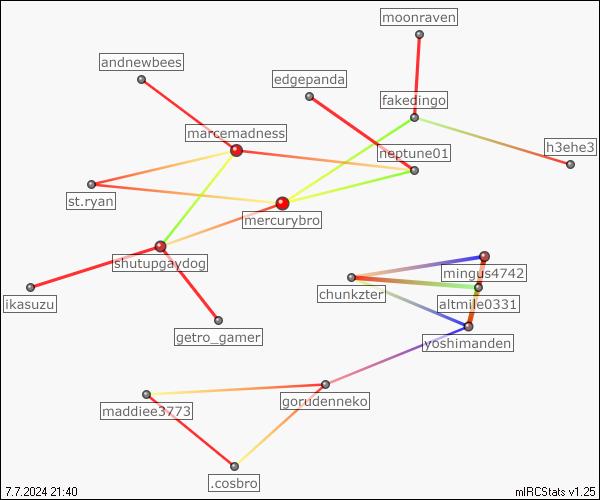 moonraven
andnewbees
edgepanda
fakedingo
marcemadness
h3ehe3
neptune01
st.ryan
mercurybro
shutupgaydog
mingus4742
chunkzter
ikasuzu
altmile0331
getro_gamer
yoshimanden
gorudenneko
maddiee3773
.cosbro
7.7.2024 21:40
mIRCStats v1.25